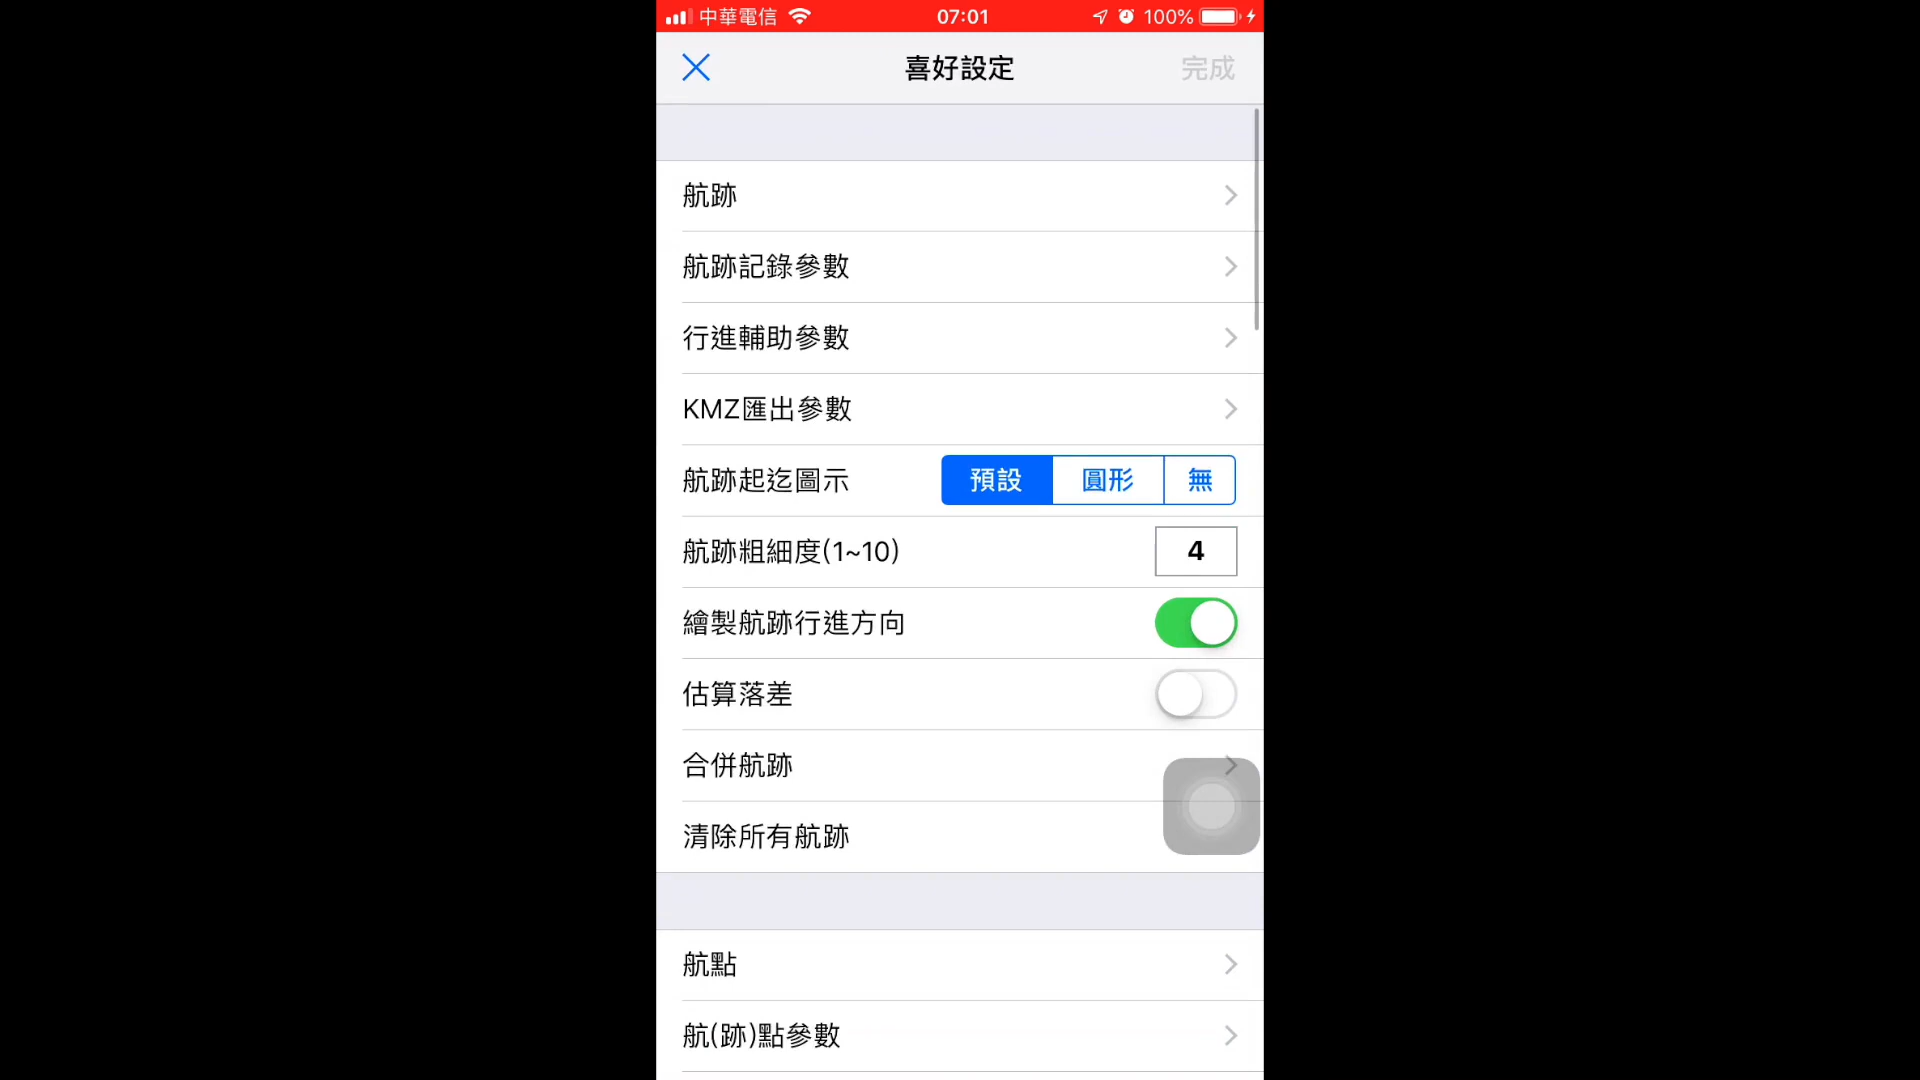 中華電信 07:01 100%
喜好設定 完成
航跡
航跡記錄參數
行進輔助參數
KMZ匯出參數
航跡起迄圖示 預設 圓形 無
航跡粗細度(1~10) 4
繪製航跡行進方向
估算落差
合併航跡
清除所有航跡
航點
航(跡)點參數